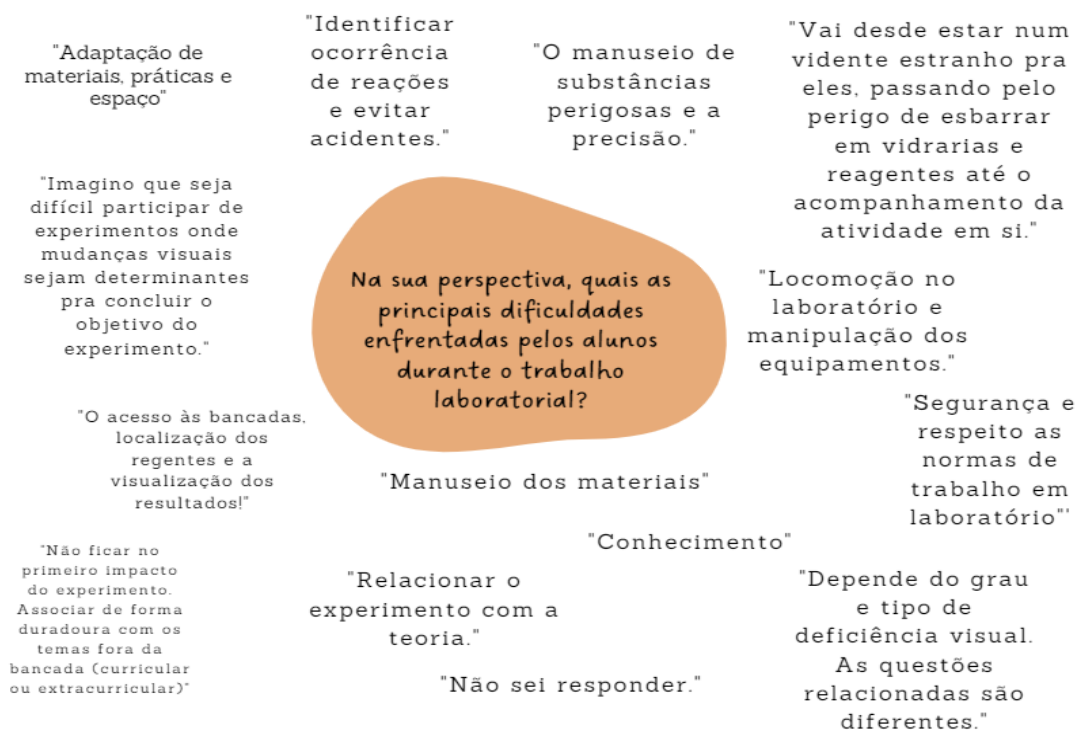 "Adaptação de
materiais, práticas e
espaço"
"Identificar
ocorrência
de reações
e evitar
acidentes."
"O manuseio de
substâncias
perigosas e a
precisão."
"Vai desde estar num
vidente estranho pra
eles, passando pelo
perigo de esbarrar
em vidrarias e
reagentes até o
acompanhamento da
atividade em si."
"Imagino que seja
difícil participar de
experimentos onde
mudanças visuais
sejam determinantes
pra concluir o
objetivo do
experimento."
Na sua perspectiva, quais as
principais dificuldades
enfrentadas pelos alunos
durante o trabalho
laboratorial?
"Locomoção no
laboratório e
manipulação dos
equipamentos."
"O acesso às bancadas,
localização dos
regentes e a
visualização dos
resultados!"
"Manuseio dos materiais"
"Segurança e
respeito as
normas de
trabalho em
laboratório"'
"Conhecimento"
"Não ficar no
primeiro impacto
do experimento.
Associar de forma
duradoura com os
temas fora da
bancada (curricular
ou extracurricular)"
"Relacionar o
experimento com a
teoria."
"Depende do grau
e tipo de
deficiência visual.
As questões
relacionadas são
diferentes."
"Não sei responder."